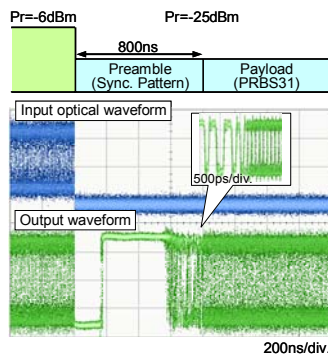 Pr=-6dBm
Pr=-25dBm
800ns
Preamble
(Sync. Pattern)
Payload
(PRBS31)
Input optical waveform
500ps/div.
Output waveform
200ns/div.